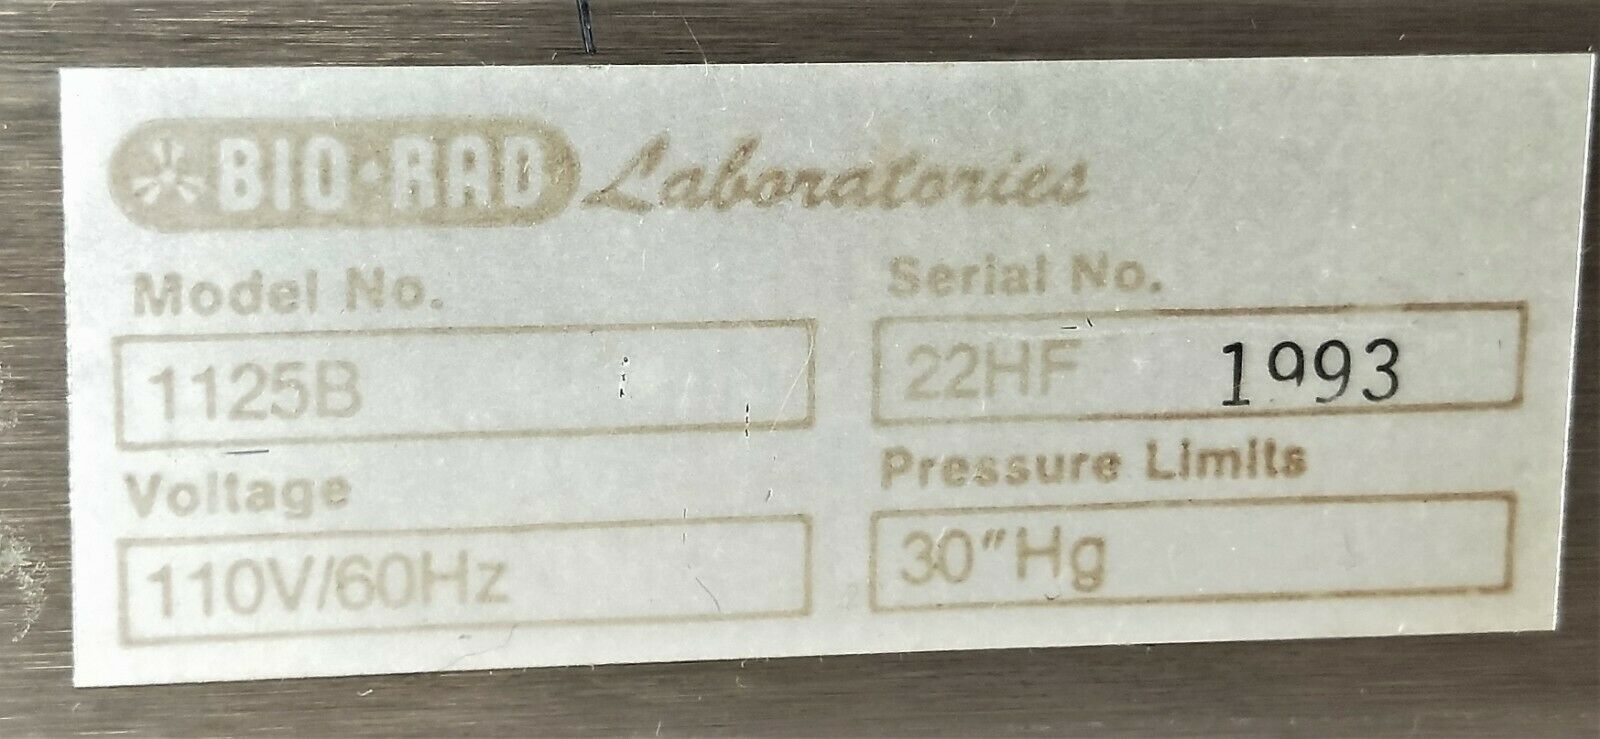 BIO·RAD Laboratories
Model No.
1125B
Serial No.
22HF 1993
Voltage
110V/60Hz
Pressure Limits
30"Hg